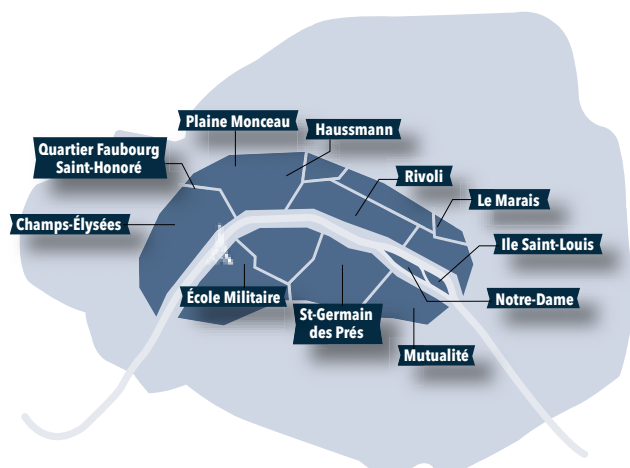 Plaine Monceau
Haussmann
Quartier Faubourg
Saint-Honoré
Rivoli
Le Marais
Champs-Élysées
Ile Saint-Louis
École Militaire
Notre-Dame
St-Germain
des Prés
Mutualité